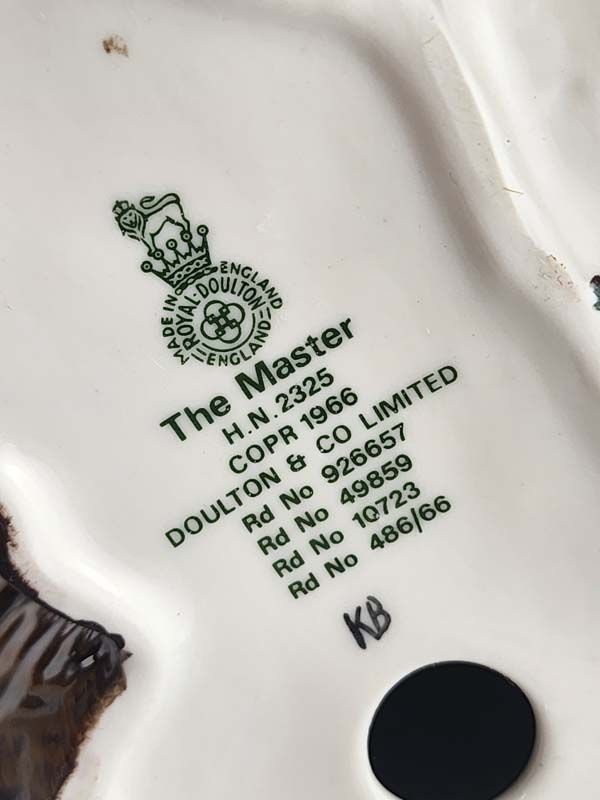 MADE IN ENGLAND
ROYAL·DOULTON
ENGLAND
The Master
H.N. 2325
COPR 1966
DOULTON & CO LIMITED
Rd No 926657
Rd No 49859
Rd No 10723
Rd No 486/66
KB